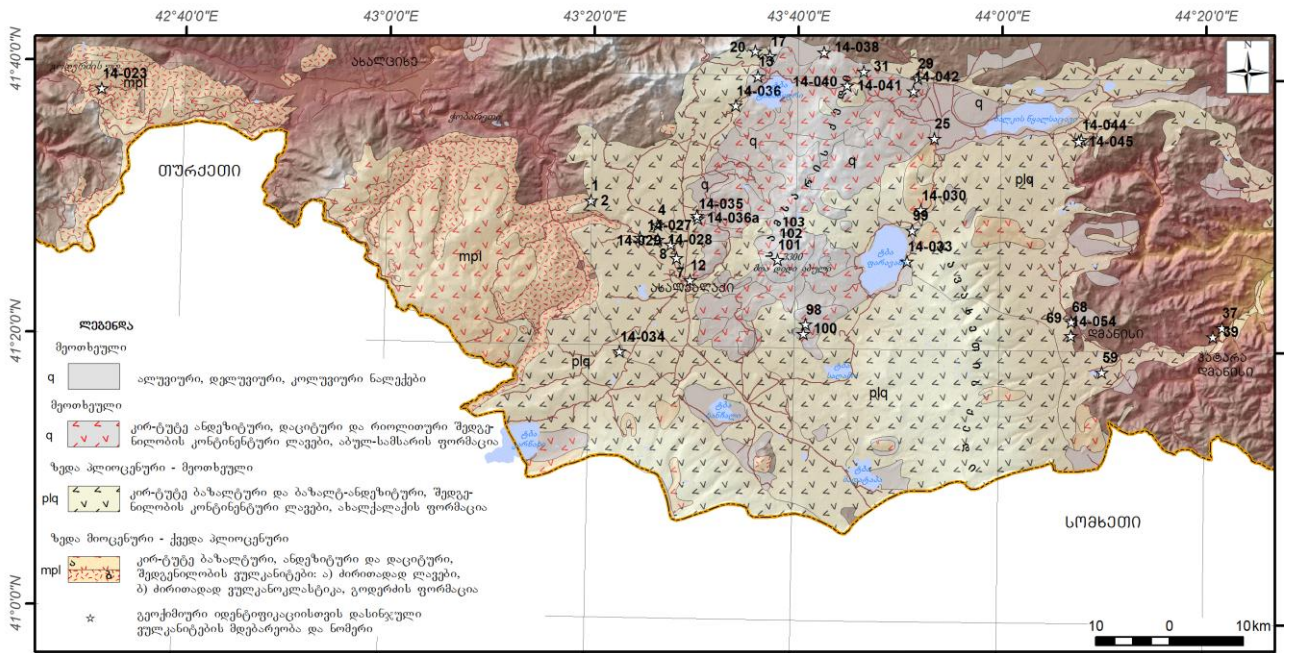 42°40'0"E 43°0'0"E 43°20'0"E 43°40'0"E 44°0'0"E 44°20'0"E
41°40'0"N
41°20'0"N
41°0'0"N
N
14-023
mpl
ახალციხე
თურქეთი
mpl
20
17
13
14-036
14-038
14-040
31
14-041
29
14-042
q
25
14-044
14-045
plq
q
q
q
1
2
4
14-027
14-035
14-036a
14-028
8
7
12
ახალქალაქი
103
102
101
მთა დიდი აბული
14-030
99
14-033
ტბა
98
100
14-034
plq
plq
68
69
14-054
დმანისი
59
37
39
პატარა
დმანისი
სომხეთი
ლეგენდა
მეოთხეული
q ალუვიური, დელუვიური, კოლუვიური ნალექები
მეოთხეული
q კირ-ტუტე ანდეზიტური, დაციტური და რიოლითური შედგე-
ნილობის კონტინენტური ლავები, აბულ-სამსარის ფორმაცია
ზედა პლიოცენური - მეოთხეული
plq კირ-ტუტე ბაზალტური და ბაზალტ-ანდეზიტური, შედგე-
ნილობის კონტინენტური ლავები, ახალქალაქის ფორმაცია
ზედა მიოცენური - ქვედა პლიოცენური
mpl ა ბ კირ-ტუტე ბაზალტური, ანდეზიტური და დაციტური,
შედგენილობის ვულკანიტები: ა) ძირითადად ლავები,
ბ) ძირითადად ვულკანოკლასტიკა, გოდერძის ფორმაცია
გეოქიმიური იდენტიფიკაციისთვის დასინჯული
ვულკანიტების მდებარეობა და ნომერი
10 0 10 km